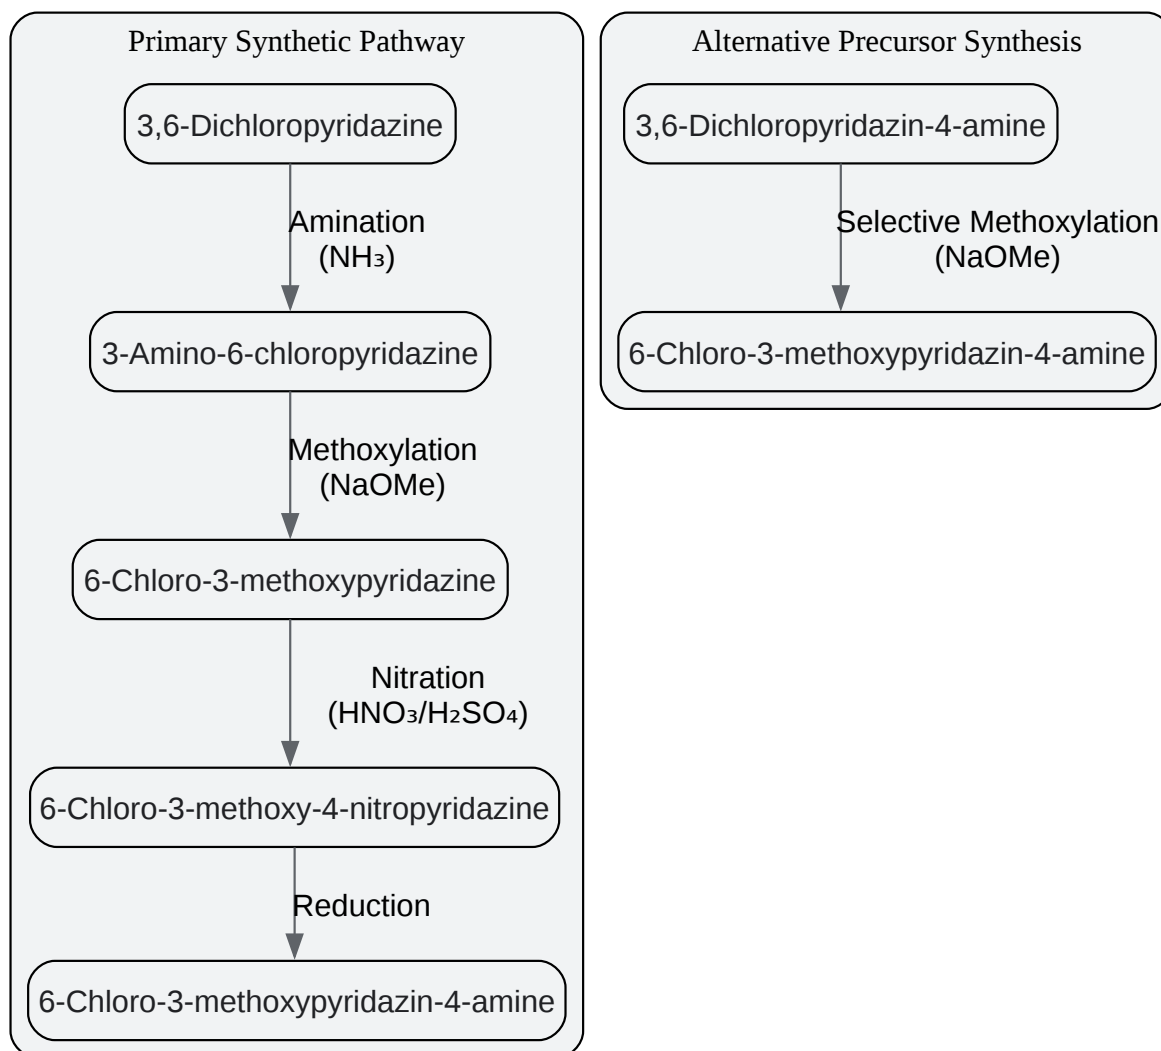 Primary Synthetic Pathway
3,6-Dichloropyridazine
Amination
(NH₃)
3-Amino-6-chloropyridazine
Methoxylation
(NaOMe)
6-Chloro-3-methoxypyridazine
Nitration
(HNO₃/H₂SO₄)
6-Chloro-3-methoxy-4-nitropyridazine
Reduction
6-Chloro-3-methoxypyridazin-4-amine
Alternative Precursor Synthesis
3,6-Dichloropyridazin-4-amine
Selective Methoxylation
(NaOMe)
6-Chloro-3-methoxypyridazin-4-amine